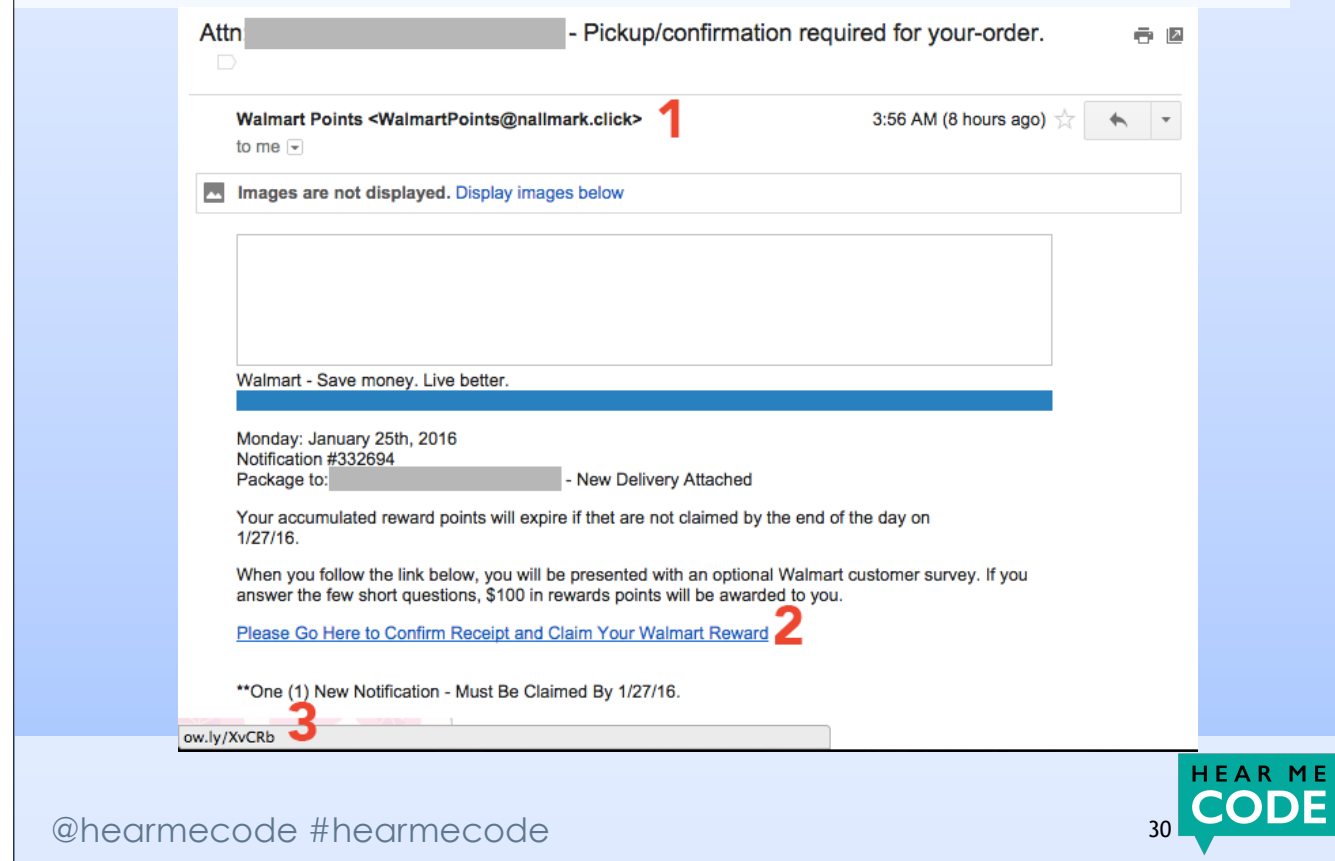 Attn - Pickup/confirmation required for your-order.
Walmart Points <WalmartPoints@nallmark.click> 1 3:56 AM (8 hours ago)
to me
Images are not displayed. Display images below
Walmart - Save money. Live better.
Monday: January 25th, 2016
Notification #332694
Package to: - New Delivery Attached
Your accumulated reward points will expire if thet are not claimed by the end of the day on
1/27/16.
When you follow the link below, you will be presented with an optional Walmart customer survey. If you
answer the few short questions, $100 in rewards points will be awarded to you.
Please Go Here to Confirm Receipt and Claim Your Walmart Reward 2
**One (1) New Notification - Must Be Claimed By 1/27/16.
ow.ly/XvCRb 3
@hearmecode #hearmecode
30
HEAR ME
CODE